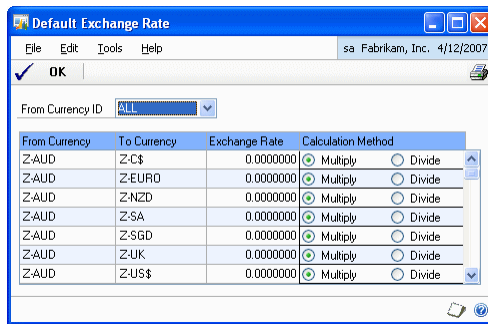 Default Exchange Rate
File Edit Tools Help sa Fabrikam, Inc. 4/12/2007
OK
From Currency ID ALL
From Currency To Currency Exchange Rate Calculation Method
Z-AUD Z-C$ 0.0000000 Multiply Divide
Z-AUD Z-EURO 0.0000000 Multiply Divide
Z-AUD Z-NZD 0.0000000 Multiply Divide
Z-AUD Z-SA 0.0000000 Multiply Divide
Z-AUD Z-SGD 0.0000000 Multiply Divide
Z-AUD Z-UK 0.0000000 Multiply Divide
Z-AUD Z-US$ 0.0000000 Multiply Divide